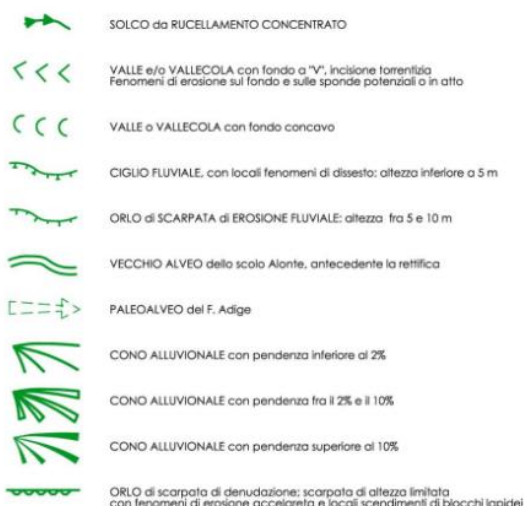 SOLCO da RUCELLAMENTO CONCENTRATO
VALLE e/o VALLECOLA con fondo a "V", incisione torrentizia
Fenomeni di erosione sul fondo e sulle sponde potenziali o in atto
VALLE o VALLECOLA con fondo concavo
CIGLIO FLUVIALE, con locali fenomeni di dissesto: altezza inferiore a 5 m
ORLO di SCARPATA di EROSIONE FLUVIALE: altezza fra 5 e 10 m
VECCHIO ALVEO dello scolo Alonte, antecedente la rettifica
PALEOALVEO del F. Adige
CONO ALLUVIONALE con pendenza inferiore al 2%
CONO ALLUVIONALE con pendenza fra il 2% e il 10%
CONO ALLUVIONALE con pendenza superiore al 10%
ORLO di scarpata di denudazione: scarpata di altezza limitata
con fenomeni di erosione accelareta e locali scendimenti di blocchi lapidei